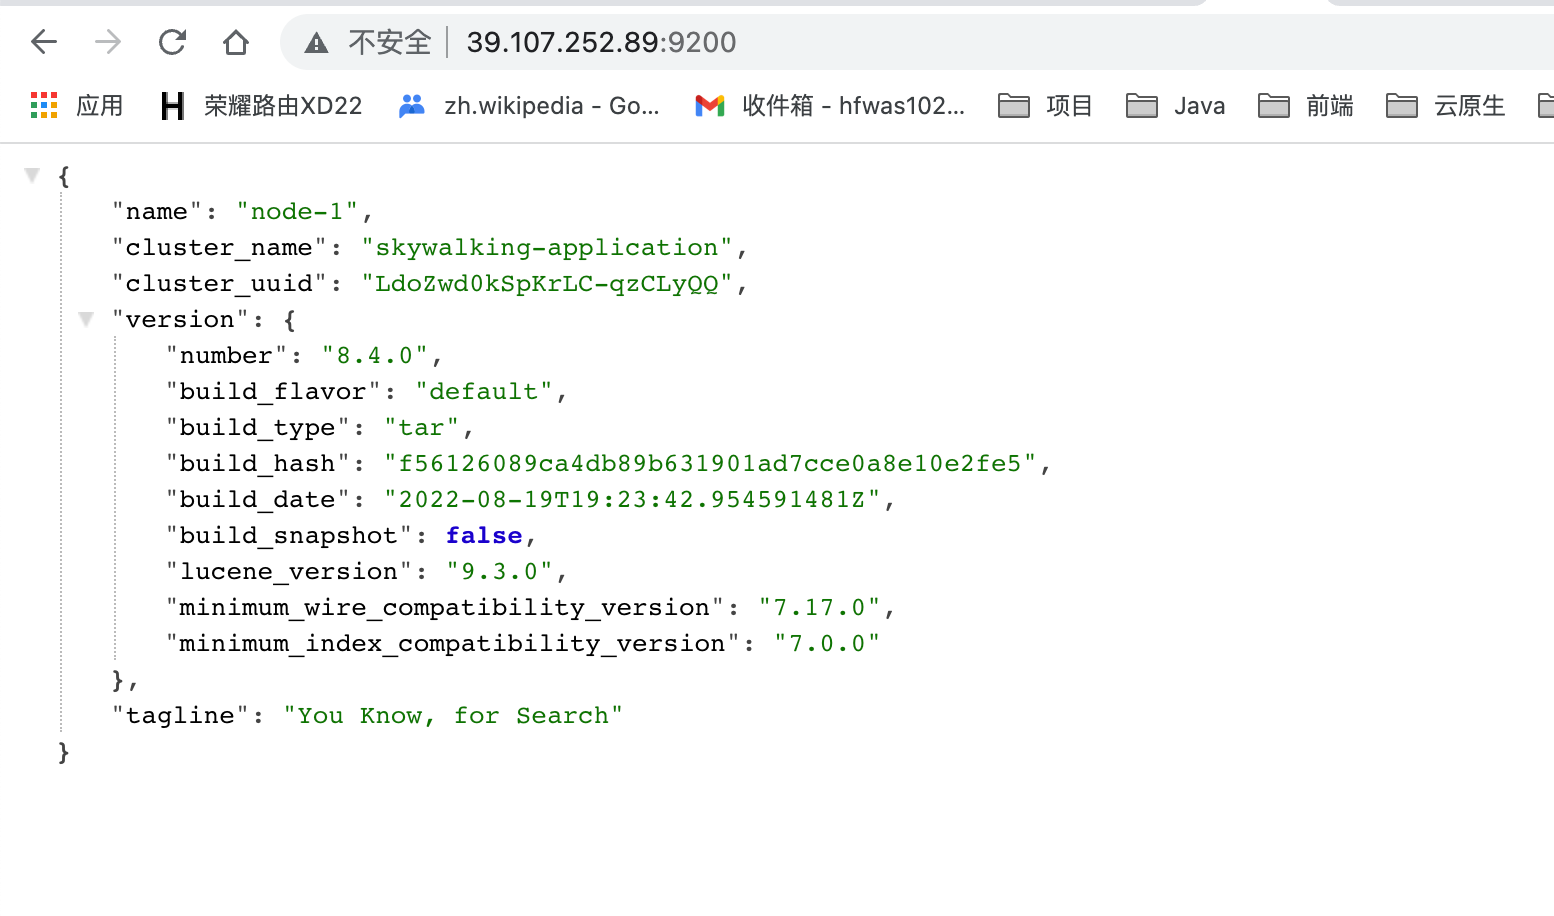 不安全 39.107.252.89:9200
应用 荣耀路由XD22 zh.wikipedia - Go... 收件箱 - hfwas102... 项目 Java 前端 云原生
{
"name": "node-1",
"cluster_name": "skywalking-application",
"cluster_uuid": "LdoZwd0kSpKrLC-qzCLyQQ",
"version": {
"number": "8.4.0",
"build_flavor": "default",
"build_type": "tar",
"build_hash": "f56126089ca4db89b631901ad7cce0a8e10e2fe5",
"build_date": "2022-08-19T19:23:42.954591481Z",
"build_snapshot": false,
"lucene_version": "9.3.0",
"minimum_wire_compatibility_version": "7.17.0",
"minimum_index_compatibility_version": "7.0.0"
},
"tagline": "You Know, for Search"
}